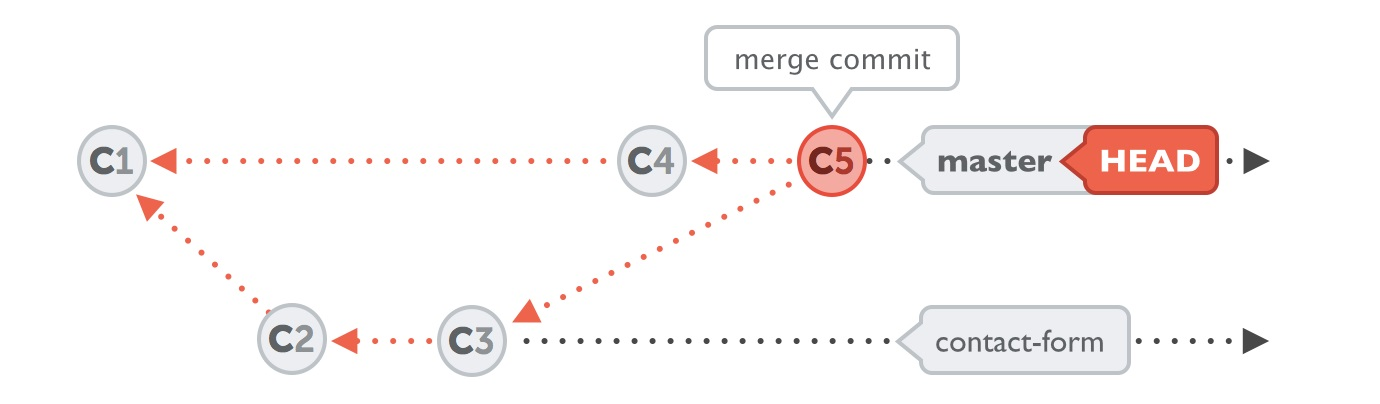 merge commit
C1
C4
C5
master
HEAD
C2
C3
contact-form